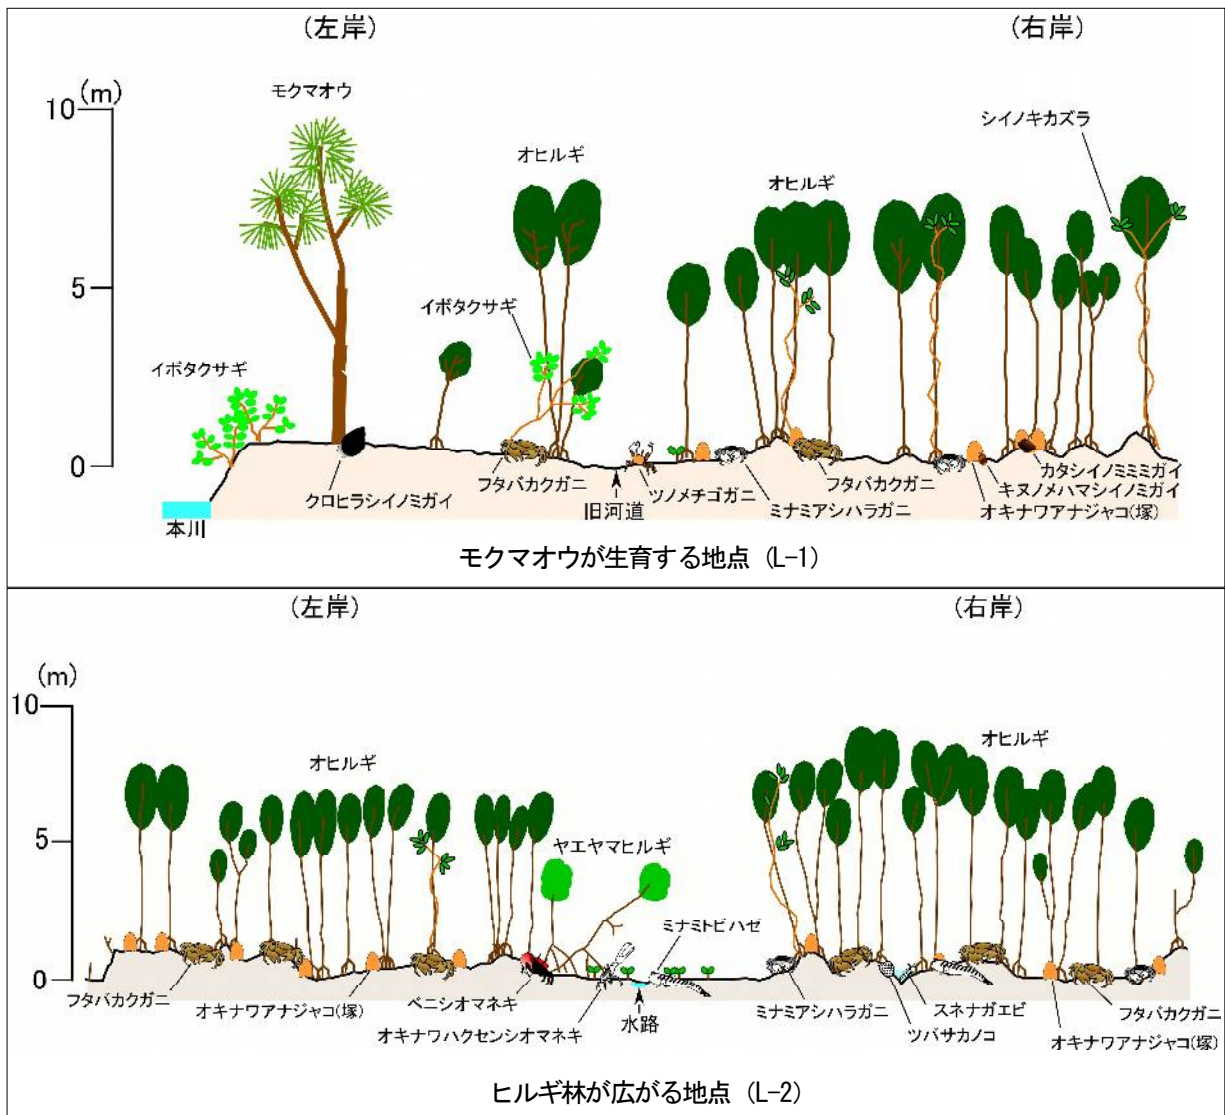 (左岸)
(右岸)
(m)
モクマオウ
10
シイノキカズラ
オヒルギ
オヒルギ
5
イボタクサギ
イボタクサギ
0
クロヒラシイノミガイ
フタバカクガニ
旧河道
ツノメチゴガニ
ミナミアシハラガニ
フタバカクガニ
カタシイノミミミガイ
キヌノメハマシイノミガイ
オキナワアナジャコ(塚)
本川
モクマオウが生育する地点 (L-1)
(左岸)
(右岸)
(m)
10
オヒルギ
オヒルギ
5
ヤエヤマヒルギ
ミナミトビハゼ
0
フタバカクガニ
オキナワアナジャコ(塚)
ベニシオマネキ
オキナワハクセンシオマネキ
水路
ミナミアシハラガニ
ツバサカノコ
スネナガエビ
オキナワアナジャコ(塚)
フタバカクガニ
ヒルギ林が広がる地点 (L-2)